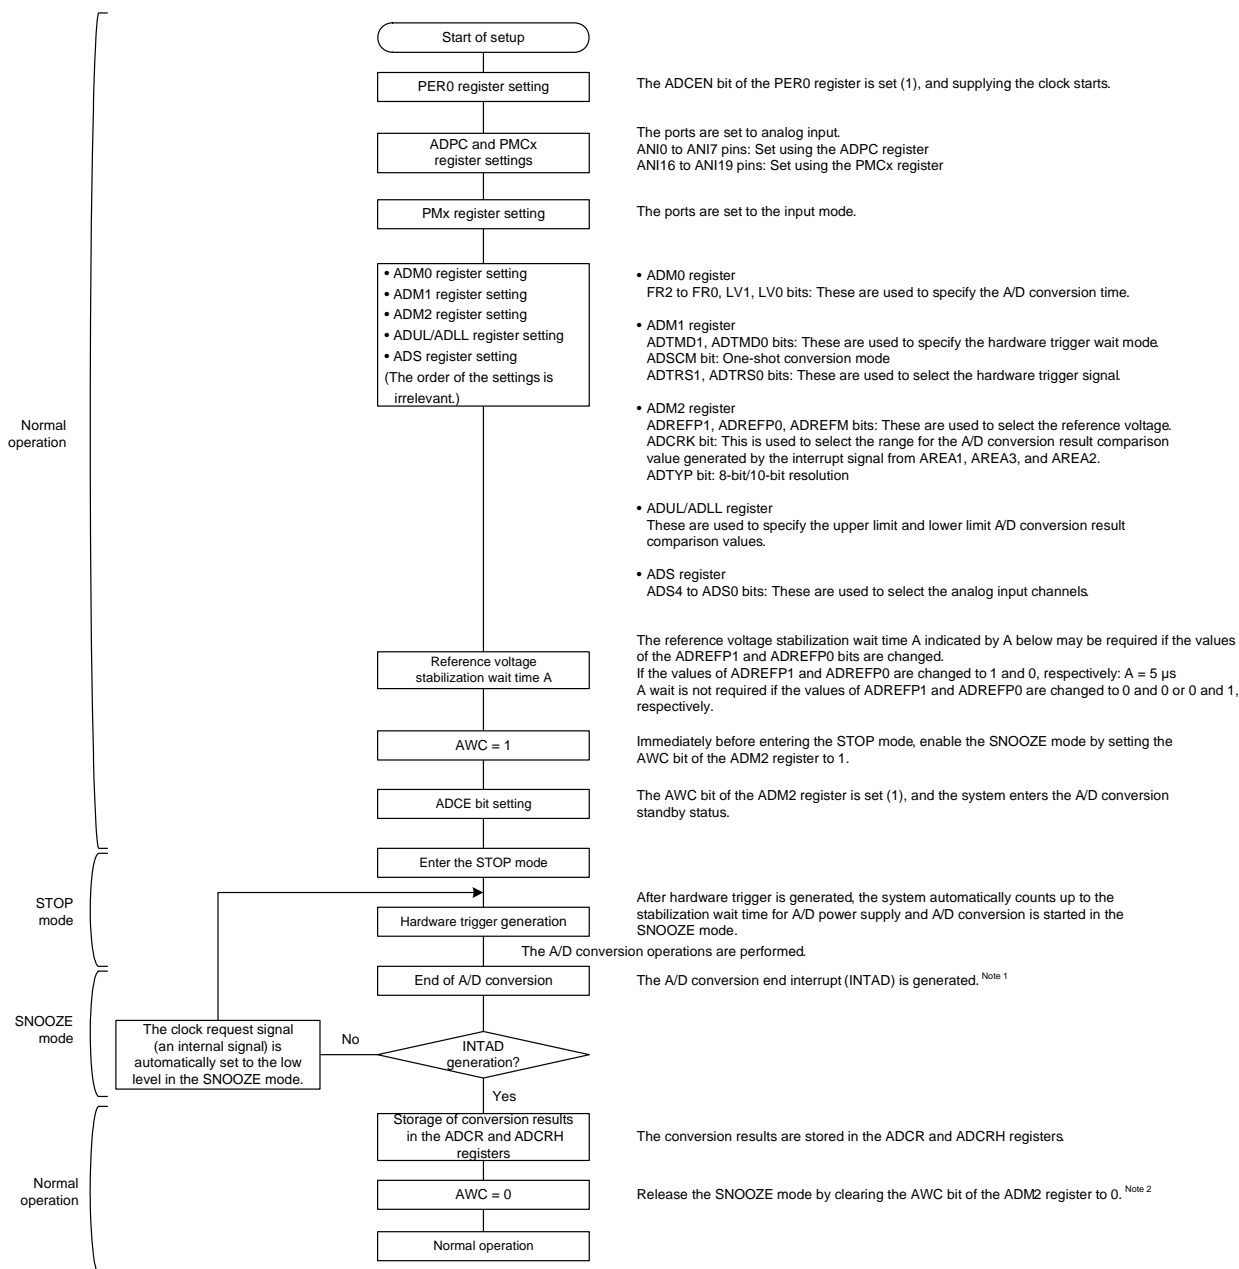 Start of setup
PER0 register setting
The ADCEN bit of the PER0 register is set (1), and supplying the clock starts.
ADPC and PMCx
register settings
The ports are set to analog input.
ANI0 to ANI7 pins: Set using the ADPC register
ANI16 to ANI19 pins: Set using the PMCx register
PMx register setting
The ports are set to the input mode.
• ADM0 register setting
• ADM1 register setting
• ADM2 register setting
• ADUL/ADLL register setting
• ADS register setting
(The order of the settings is
irrelevant.)
• ADM0 register
FR2 to FR0, LV1, LV0 bits: These are used to specify the A/D conversion time.
• ADM1 register
ADTMD1, ADTMD0 bits: These are used to specify the hardware trigger wait mode.
ADSCM bit: One-shot conversion mode
ADTRS1, ADTRS0 bits: These are used to select the hardware trigger signal.
• ADM2 register
ADREFP1, ADREFP0, ADREFM bits: These are used to select the reference voltage.
ADCRK bit: This is used to select the range for the A/D conversion result comparison
value generated by the interrupt signal from AREA1, AREA3, and AREA2.
ADTYP bit: 8-bit/10-bit resolution
• ADUL/ADLL register
These are used to specify the upper limit and lower limit A/D conversion result
comparison values.
• ADS register
ADS4 to ADS0 bits: These are used to select the analog input channels.
Normal
operation
Reference voltage
stabilization wait time A
The reference voltage stabilization wait time A indicated by A below may be required if the values
of the ADREFP1 and ADREFP0 bits are changed.
If the values of ADREFP1 and ADREFP0 are changed to 1 and 0, respectively: A = 5 μs
A wait is not required if the values of ADREFP1 and ADREFP0 are changed to 0 and 0 or 0 and 1,
respectively.
AWC = 1
Immediately before entering the STOP mode, enable the SNOOZE mode by setting the
AWC bit of the ADM2 register to 1.
ADCE bit setting
The AWC bit of the ADM2 register is set (1), and the system enters the A/D conversion
standby status.
Enter the STOP mode
STOP
mode
Hardware trigger generation
After hardware trigger is generated, the system automatically counts up to the
stabilization wait time for A/D power supply and A/D conversion is started in the
SNOOZE mode.
The A/D conversion operations are performed.
End of A/D conversion
The A/D conversion end interrupt (INTAD) is generated. Note 1
SNOOZE
mode
The clock request signal
(an internal signal) is
automatically set to the low
level in the SNOOZE mode.
No
INTAD
generation?
Yes
Storage of conversion results
in the ADCR and ADCRH
registers
The conversion results are stored in the ADCR and ADCRH registers.
Normal
operation
AWC = 0
Release the SNOOZE mode by clearing the AWC bit of the ADM2 register to 0. Note 2
Normal operation